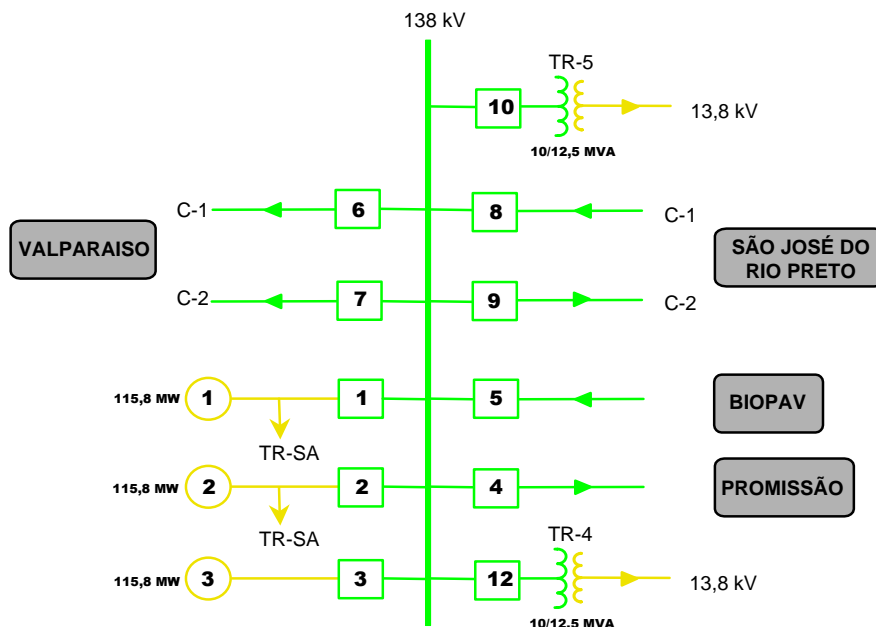 138 kV
TR-5
10
13,8 kV
10/12,5 MVA
C-1
6
8
C-1
VALPARAISO
SÃO JOSÉ DO
RIO PRETO
C-2
7
9
C-2
115,8 MW
1
1
5
BIOPAV
TR-SA
115,8 MW
2
2
4
PROMISSÃO
TR-SA
TR-4
115,8 MW
3
3
12
13,8 kV
10/12,5 MVA